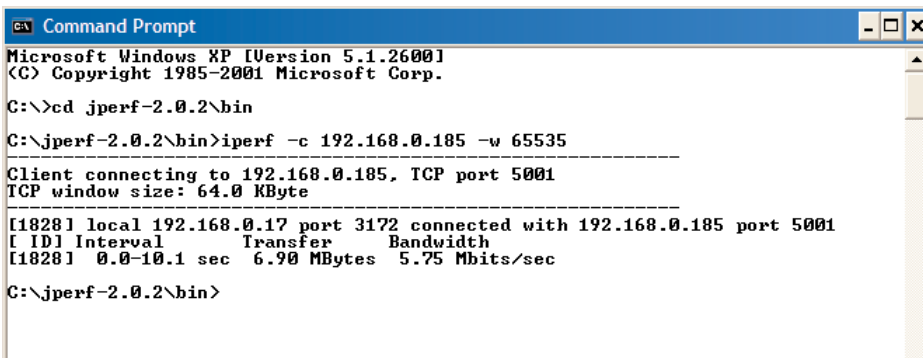 Command Prompt
Microsoft Windows XP [Version 5.1.2600]
(C) Copyright 1985-2001 Microsoft Corp.
C:\>cd jperf-2.0.2\bin
C:\jperf-2.0.2\bin>iperf -c 192.168.0.185 -w 65535
------------------------------------------------------------
Client connecting to 192.168.0.185, TCP port 5001
TCP window size: 64.0 KByte
------------------------------------------------------------
[1828] local 192.168.0.17 port 3172 connected with 192.168.0.185 port 5001
[ ID] Interval       Transfer     Bandwidth
[1828]  0.0-10.1 sec  6.90 MBytes  5.75 Mbits/sec
C:\jperf-2.0.2\bin>